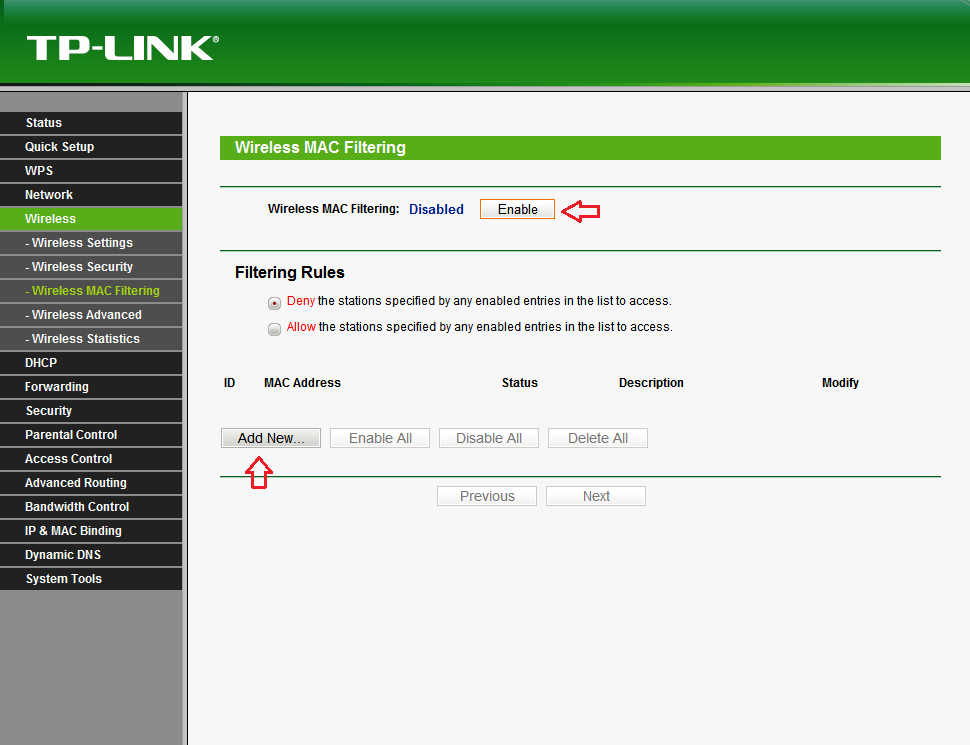 TP-LINK®
Status
Quick Setup
WPS
Network
Wireless
- Wireless Settings
- Wireless Security
- Wireless MAC Filtering
- Wireless Advanced
- Wireless Statistics
DHCP
Forwarding
Security
Parental Control
Access Control
Advanced Routing
Bandwidth Control
IP & MAC Binding
Dynamic DNS
System Tools
Wireless MAC Filtering
Wireless MAC Filtering: Disabled Enable
Filtering Rules
Deny the stations specified by any enabled entries in the list to access.
Allow the stations specified by any enabled entries in the list to access.
ID MAC Address Status Description Modify
Add New... Enable All Disable All Delete All
Previous Next